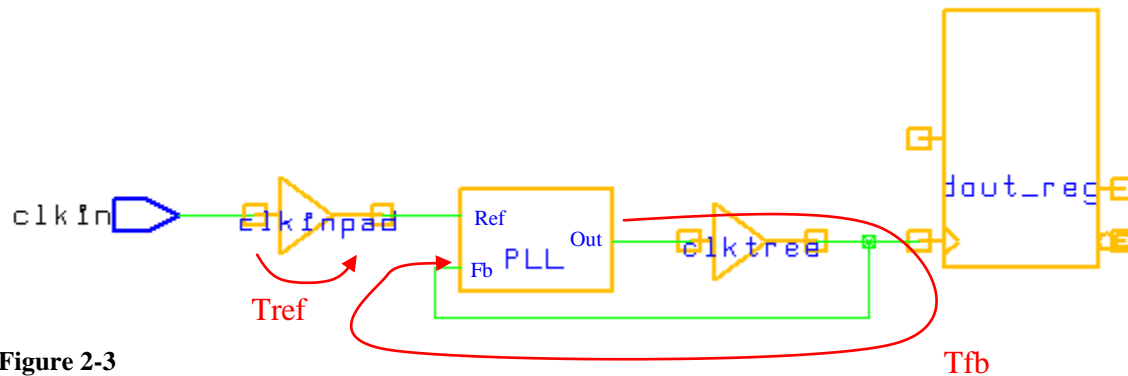 clkin
clkinpad
Ref
Fb
PLL
Out
clktree
dout_reg
Tref
Tfb
Figure 2-3